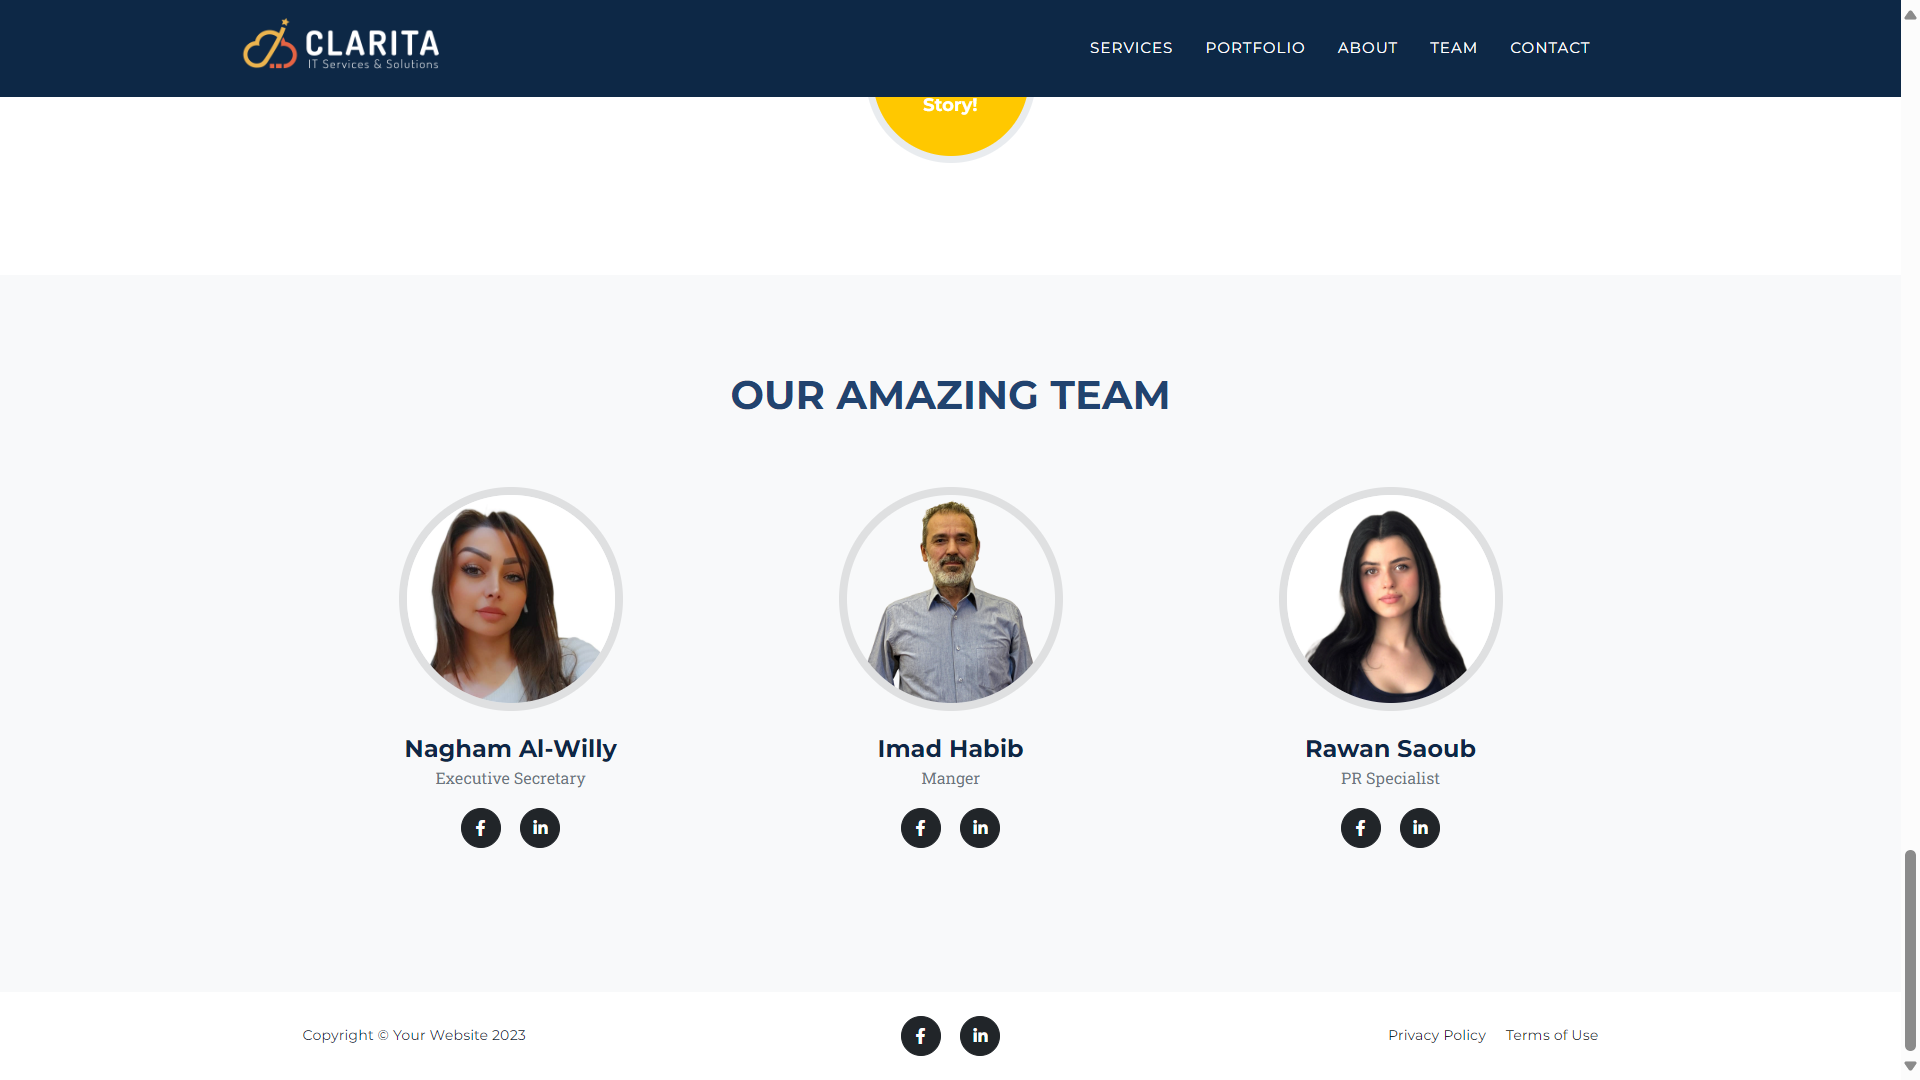 CLARITA
IT Services & Solutions
SERVICES PORTFOLIO ABOUT TEAM CONTACT
Story!
OUR AMAZING TEAM
Nagham Al-Willy
Executive Secretary
Imad Habib
Manger
Rawan Saoub
PR Specialist
Copyright © Your Website 2023
Privacy Policy Terms of Use